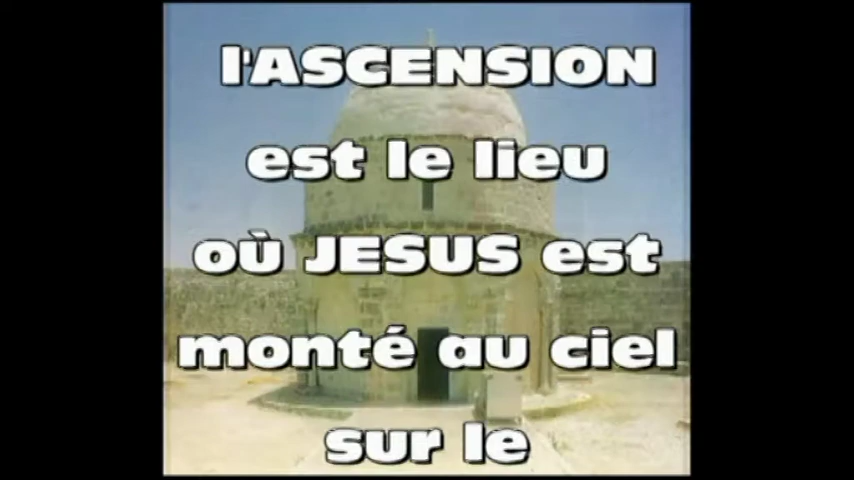 l'ASCENSION
est le lieu
où JESUS est
monté au ciel
sur le